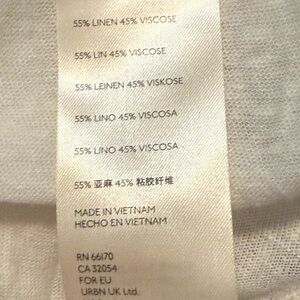 55% LINEN 45% VISCOSE
55% LIN 45% VISCOSE
55% LEINEN 45% VISKOSE
55% LINO 45% VISCOSA
55% LINO 45% VISCOSA
55% 亚麻 45% 粘胶纤维
MADE IN VIETNAM
HECHO EN VIETNAM
RN 66170
CA 32054
FOR EU
URBN UK Ltd.